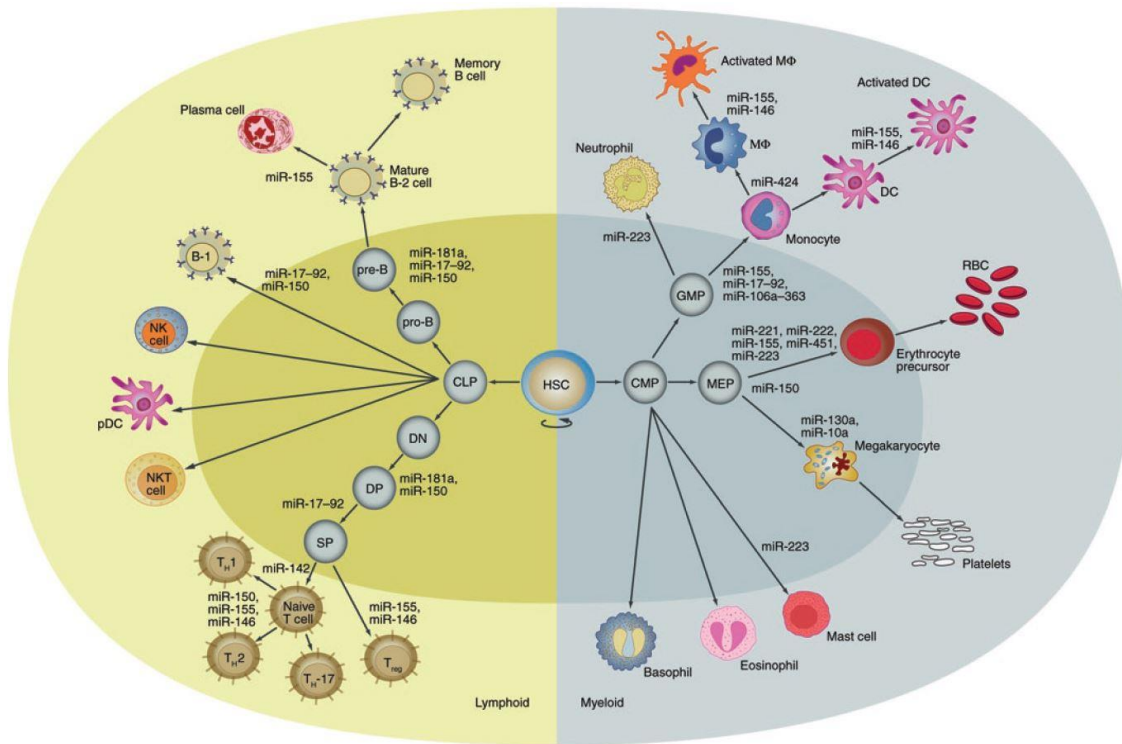 Memory
B cell
Plasma cell
miR-155
Mature
B-2 cell
B-1
miR-17–92,
miR-150
pre-B
miR-181a,
miR-17–92,
miR-150
pro-B
NK
cell
pDC
NKT
cell
CLP
HSC
DN
DP
miR-181a,
miR-150
miR-17–92
SP
miR-142
TH1
miR-150,
miR-155,
miR-146
Naive
T cell
miR-155,
miR-146
TH2
TH-17
Treg
Lymphoid
Activated MΦ
miR-155,
miR-146
MΦ
Activated DC
miR-155,
miR-146
DC
Neutrophil
miR-424
Monocyte
miR-223
GMP
miR-155,
miR-17–92,
miR-106a–363
RBC
miR-221, miR-222,
miR-155, miR-451,
miR-223
Erythrocyte
precursor
CMP
MEP
miR-150
miR-130a,
miR-10a
Megakaryocyte
Platelets
miR-223
Mast cell
Eosinophil
Basophil
Myeloid